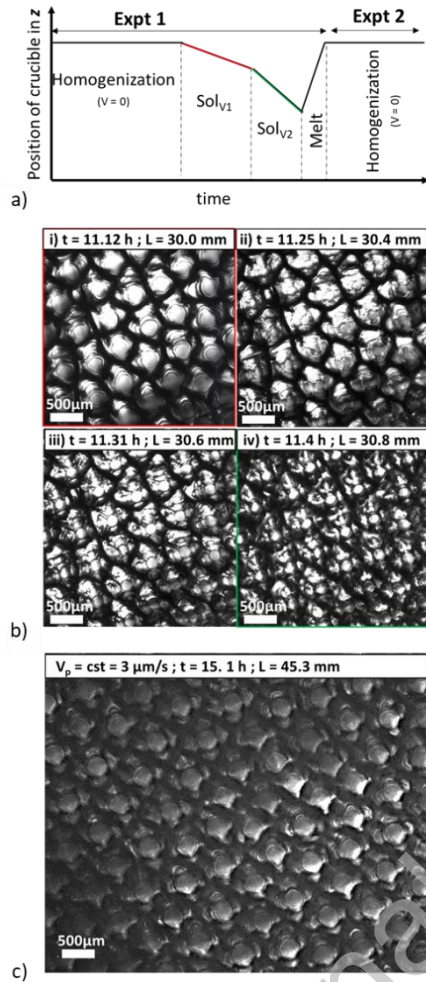 Expt 1
Expt 2
Position of crucible in z
Homogenization
(V = 0)
SolV1
SolV2
Melt
Homogenization
(V = 0)
time
a)
i) t = 11.12 h ; L = 30.0 mm
ii) t = 11.25 h ; L = 30.4 mm
500μm
500μm
iii) t = 11.31 h ; L = 30.6 mm
iv) t = 11.4 h ; L = 30.8 mm
500μm
500μm
b)
Vp = cst = 3 μm/s ; t = 15. 1 h ; L = 45.3 mm
500μm
c)